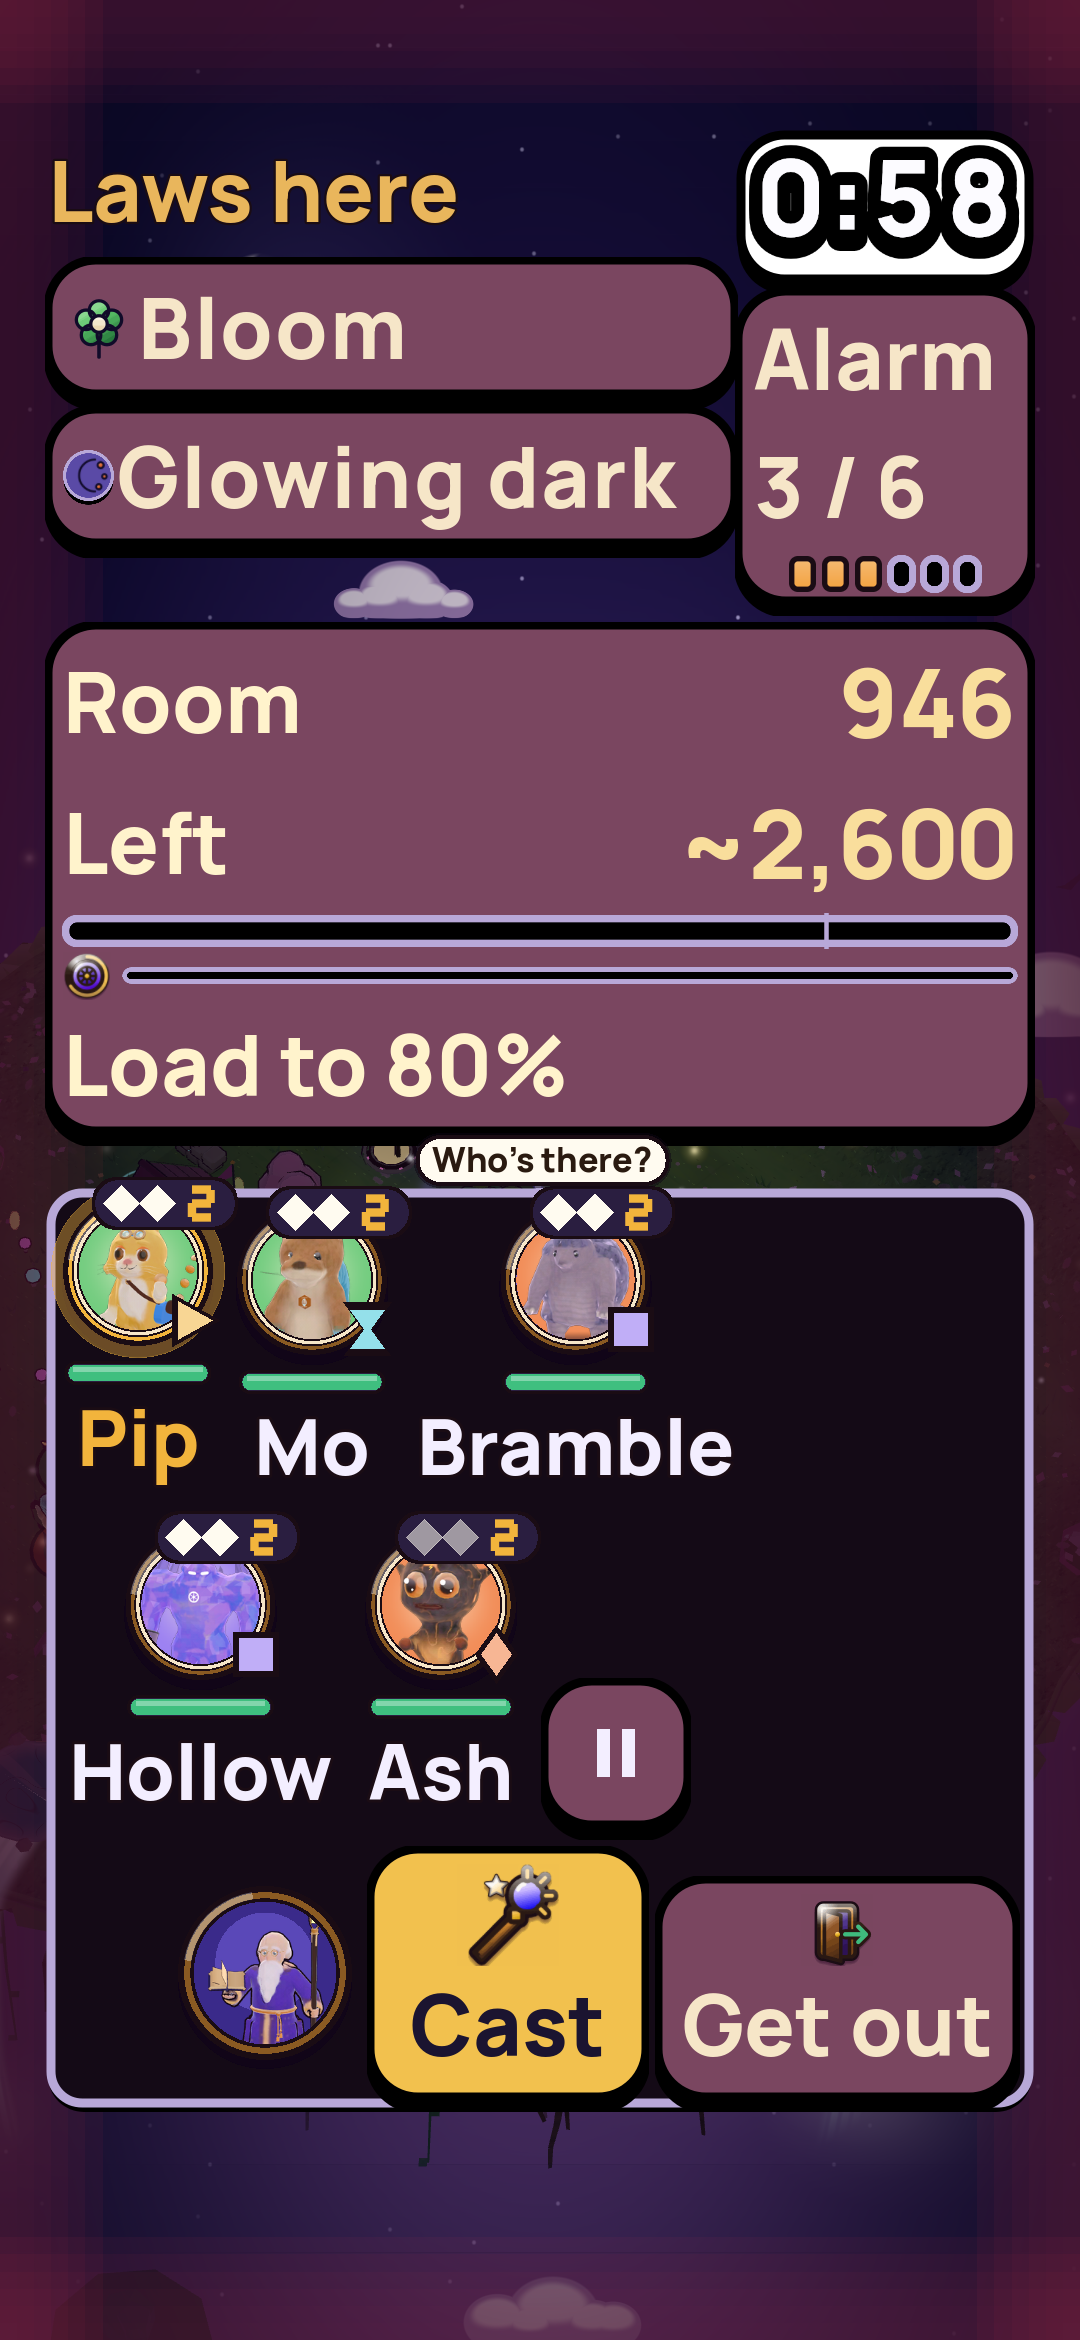 Laws here
0:58
Bloom
Alarm
Glowing dark
3 / 6
Room 946
Left ~2,600
Load to 80%
Who's there?
2 2 2
Pip Mo Bramble
2 2
Hollow Ash
Cast Get out